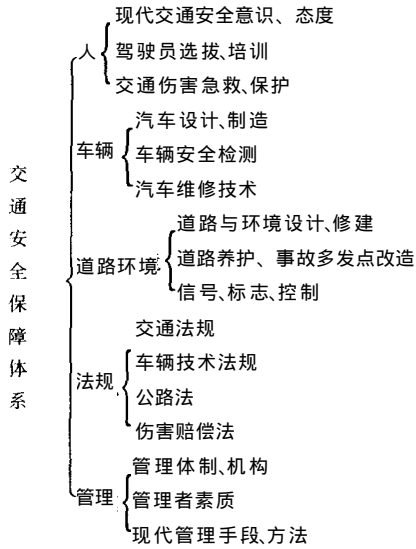 交通安全保障体系
人
现代交通安全意识、态度
驾驶员选拔、培训
交通伤害急救、保护
车辆
汽车设计、制造
车辆安全检测
汽车维修技术
道路环境
道路与环境设计、修建
道路养护、事故多发点改造
信号、标志、控制
法规
交通法规
车辆技术法规
公路法
伤害赔偿法
管理
管理体制、机构
管理者素质
现代管理手段、方法